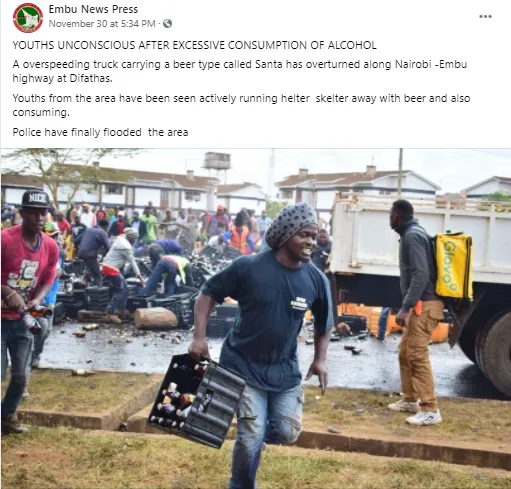 Embu News Press
November 30 at 5:34 PM ·
YOUTHS UNCONSCIOUS AFTER EXCESSIVE CONSUMPTION OF ALCOHOL
A overspeeding truck carrying a beer type called Santa has overturned along Nairobi -Embu
highway at Difathas.
Youths from the area have been seen actively running helter skelter away with beer and also
consuming.
Police have finally flooded the area
NICE
Glovo